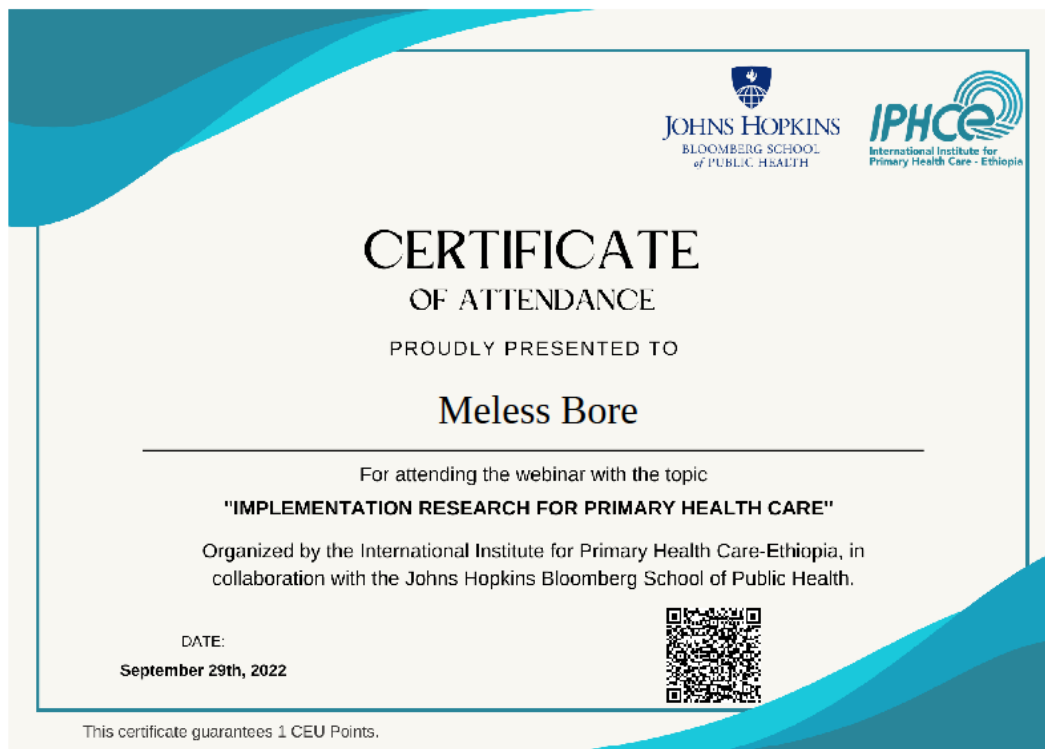 JOHNS HOPKINS
BLOOMBERG SCHOOL
of PUBLIC HEALTH
IPHCe
International Institute for
Primary Health Care - Ethiopia
CERTIFICATE
OF ATTENDANCE
PROUDLY PRESENTED TO
Meless Bore
For attending the webinar with the topic
"IMPLEMENTATION RESEARCH FOR PRIMARY HEALTH CARE"
Organized by the International Institute for Primary Health Care-Ethiopia, in
collaboration with the Johns Hopkins Bloomberg School of Public Health.
DATE:
September 29th, 2022
This certificate guarantees 1 CEU Points.